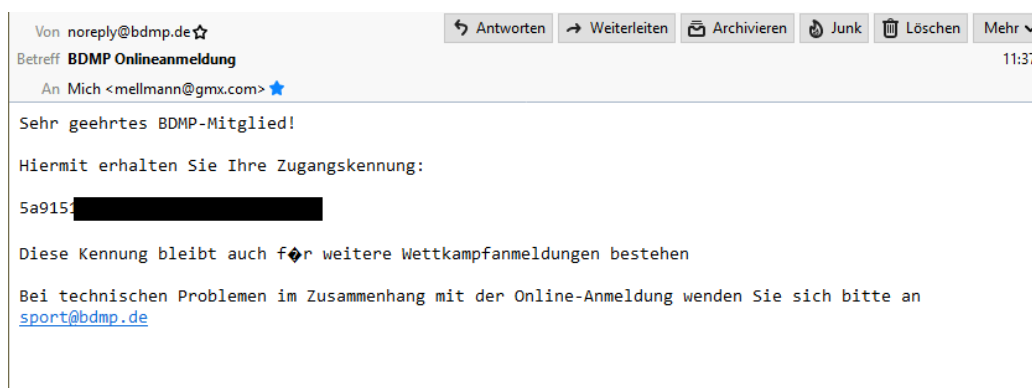 Von noreply@bdmp.de
Antworten Weiterleiten Archivieren Junk Löschen Mehr
Betreff BDMP Onlineanmeldung 11:37
An Mich <mellmann@gmx.com>
Sehr geehrtes BDMP-Mitglied!
Hiermit erhalten Sie Ihre Zugangskennung:
5a9151
Diese Kennung bleibt auch f�r weitere Wettkampfanmeldungen bestehen
Bei technischen Problemen im Zusammenhang mit der Online-Anmeldung wenden Sie sich bitte an
sport@bdmp.de